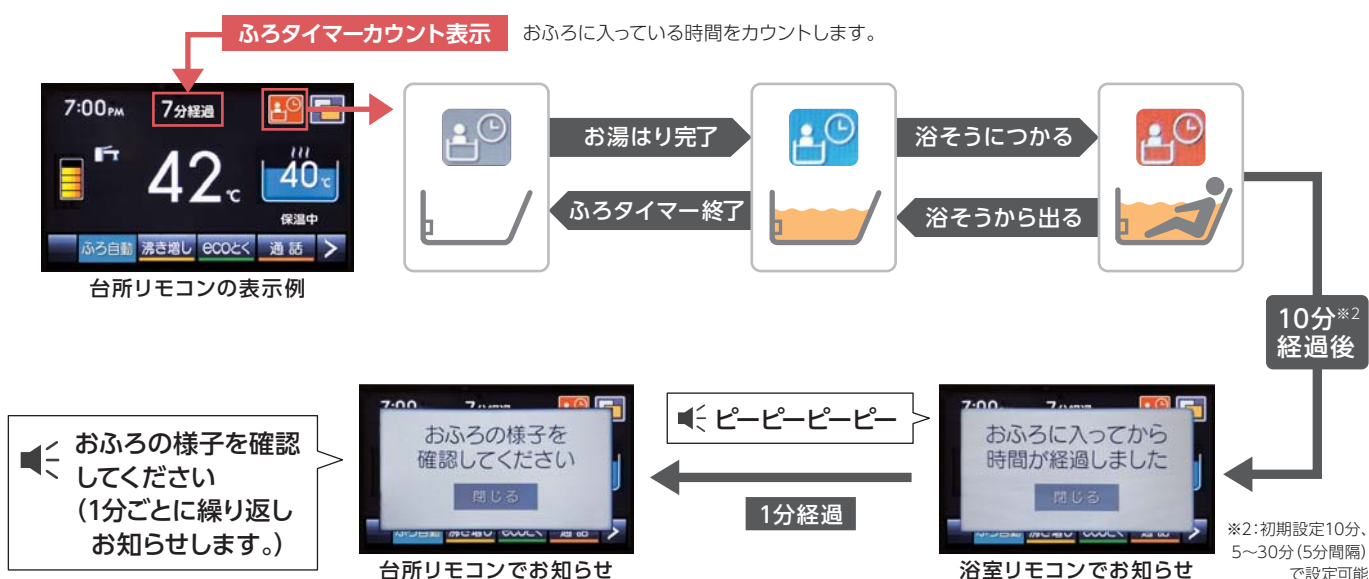 ふろタイマーカウント表示
おふろに入っている時間をカウントします。
7:00PM
7分経過
42℃
40℃
保温中
ふろ自動 沸き増し ecoとく 通話 >
台所リモコンの表示例
お湯はり完了
ふろタイマー終了
浴そうにつかる
浴そうから出る
10分※2
経過後
おふろに入ってから
時間が経過しました
閉じる
浴室リモコンでお知らせ
※2:初期設定10分、
5〜30分(5分間隔)
で設定可能
ピーピーピーピー
1分経過
おふろの様子を
確認してください
閉じる
台所リモコンでお知らせ
おふろの様子を確認
してください
(1分ごとに繰り返し
お知らせします。)